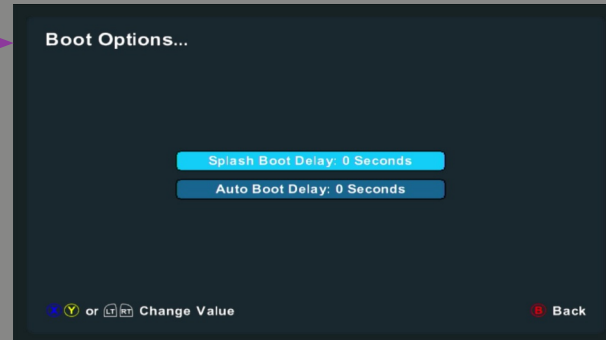 Boot Options...
Splash Boot Delay: 0 Seconds
Auto Boot Delay: 0 Seconds
X Y or LT RT Change Value
B Back